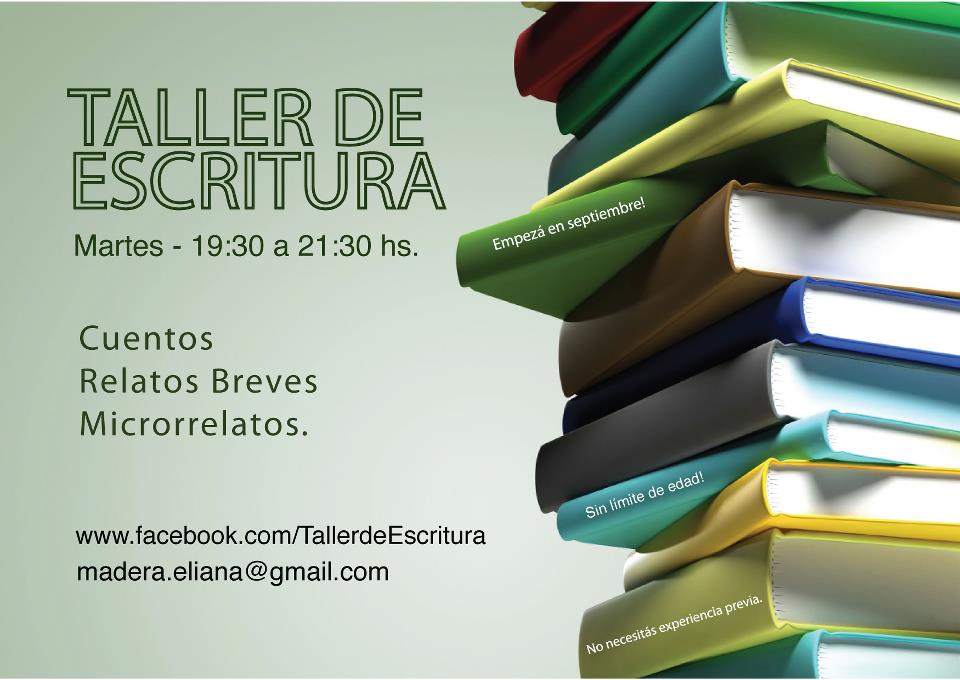 TALLER DE
ESCRITURA
Martes - 19:30 a 21:30 hs.
Cuentos
Relatos Breves
Microrrelatos.
www.facebook.com/TallerdeEscritura
madera.eliana@gmail.com
Empezá en septiembre!
Sin límite de edad!
No necesitás experiencia previa.